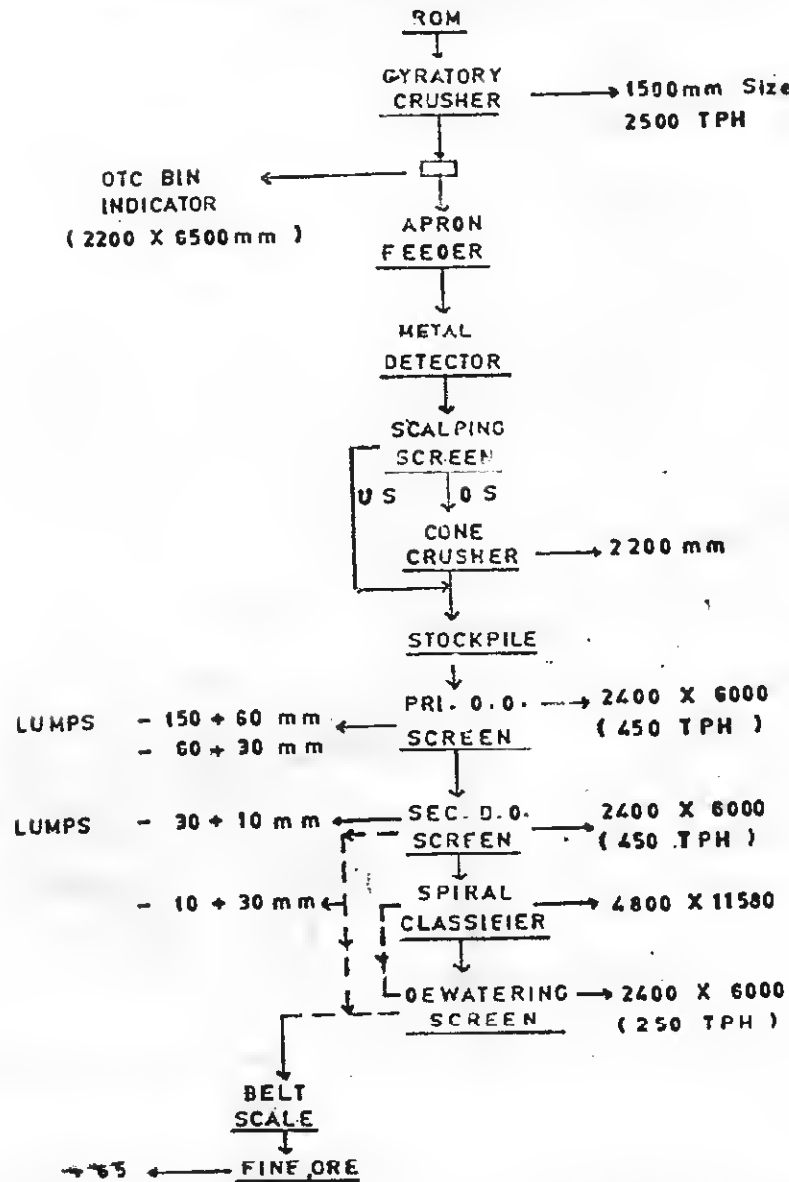 ROM
GYRATORY
CRUSHER
1500mm Size
2500 TPH
OTC BIN
INDICATOR
( 2200 X 6500mm )
APRON
FEEDER
METAL
DETECTOR
SCALPING
SCREEN
US OS
CONE
CRUSHER
2200 mm
STOCKPILE
PRI. O.O. 2400 X 6000
LUMPS - 150 + 60 mm ( 450 TPH )
- 60 + 30 mm SCREEN
LUMPS - 30 + 10 mm SEC. D.O. 2400 X 6000
SCREEN ( 450 TPH )
- 10 + 30 mm SPIRAL 4800 X 11580
CLASSIFIER
DEWATERING 2400 X 6000
SCREEN ( 250 TPH )
BELT
SCALE
65 FINE ORE